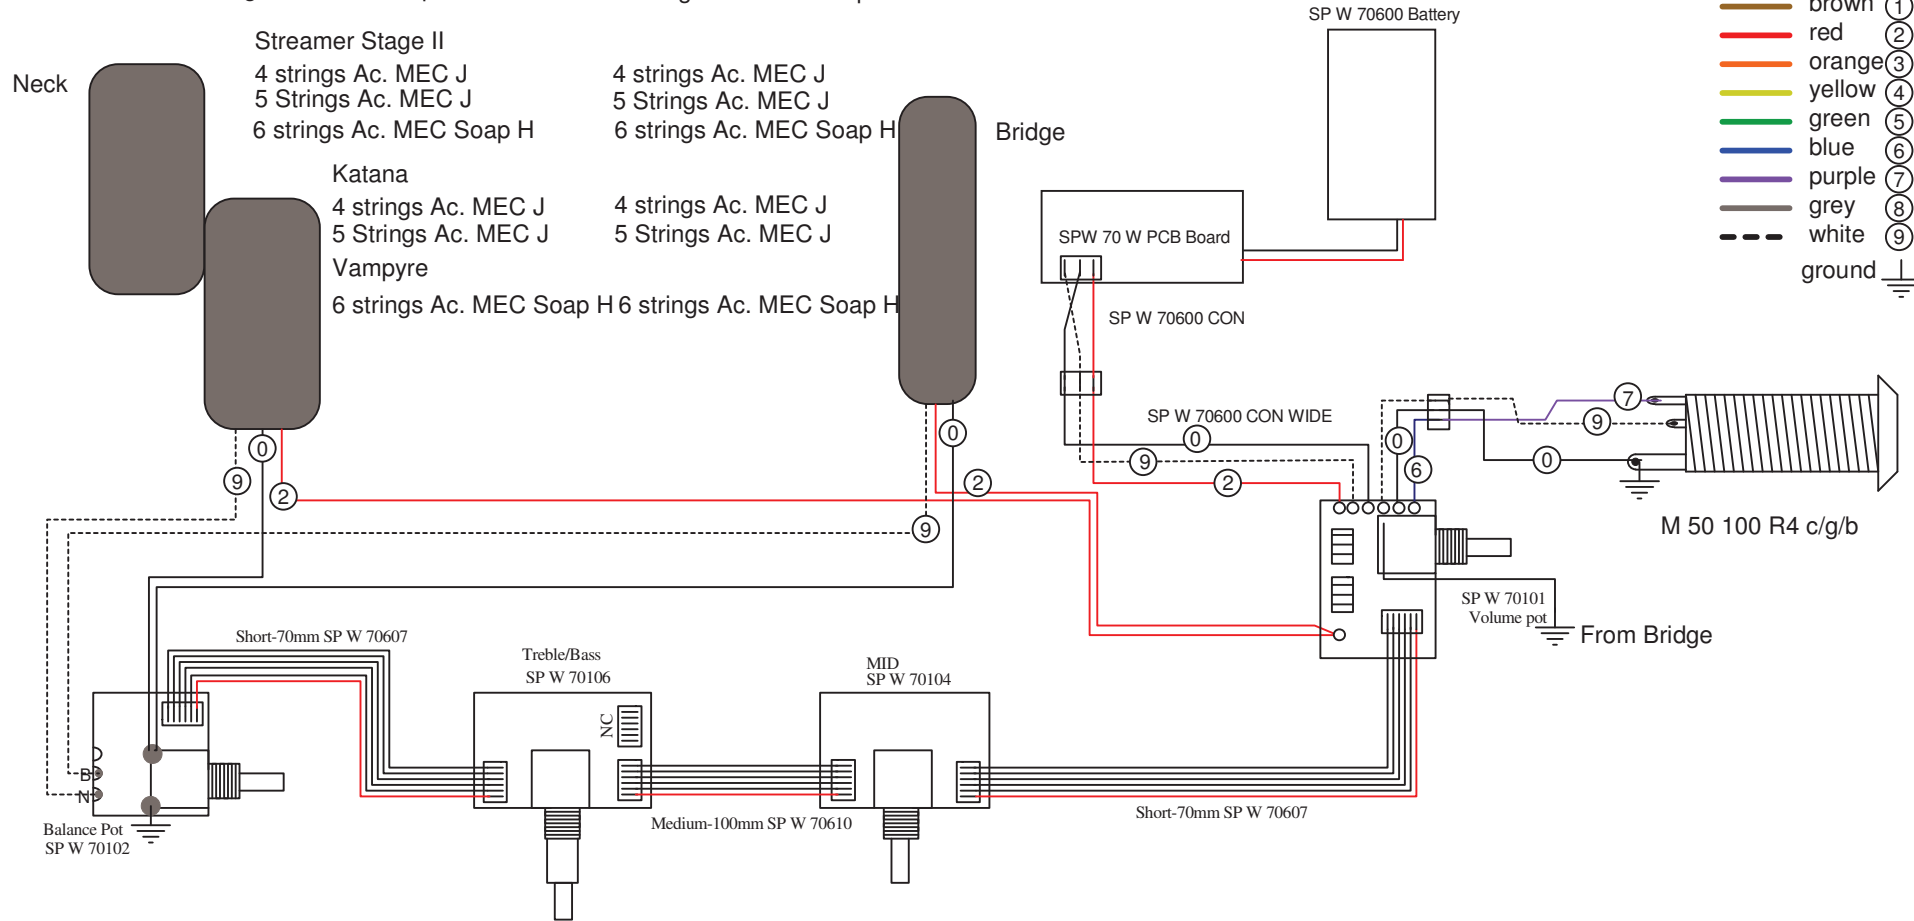 SP W 70600 Battery
brown 1
red 2
orange 3
yellow 4
green 5
blue 6
purple 7
grey 8
white 9
ground
Neck
Streamer Stage II
4 strings Ac. MEC J
4 strings Ac. MEC J
5 Strings Ac. MEC J
5 Strings Ac. MEC J
6 strings Ac. MEC Soap H
6 strings Ac. MEC Soap H
Bridge
Katana
4 strings Ac. MEC J
4 strings Ac. MEC J
5 Strings Ac. MEC J
5 Strings Ac. MEC J
Vampyre
6 strings Ac. MEC Soap H
6 strings Ac. MEC Soap H
SPW 70 W PCB Board
SP W 70600 CON
SP W 70600 CON WIDE
0
9
2
0
6
7
9
0
M 50 100 R4 c/g/b
0
9
2
0
2
9
SP W 70101
Volume pot
From Bridge
Short-70mm SP W 70607
Treble/Bass
SP W 70106
NC
MID
SP W 70104
B
N
Balance Pot
SP W 70102
Medium-100mm SP W 70610
Short-70mm SP W 70607